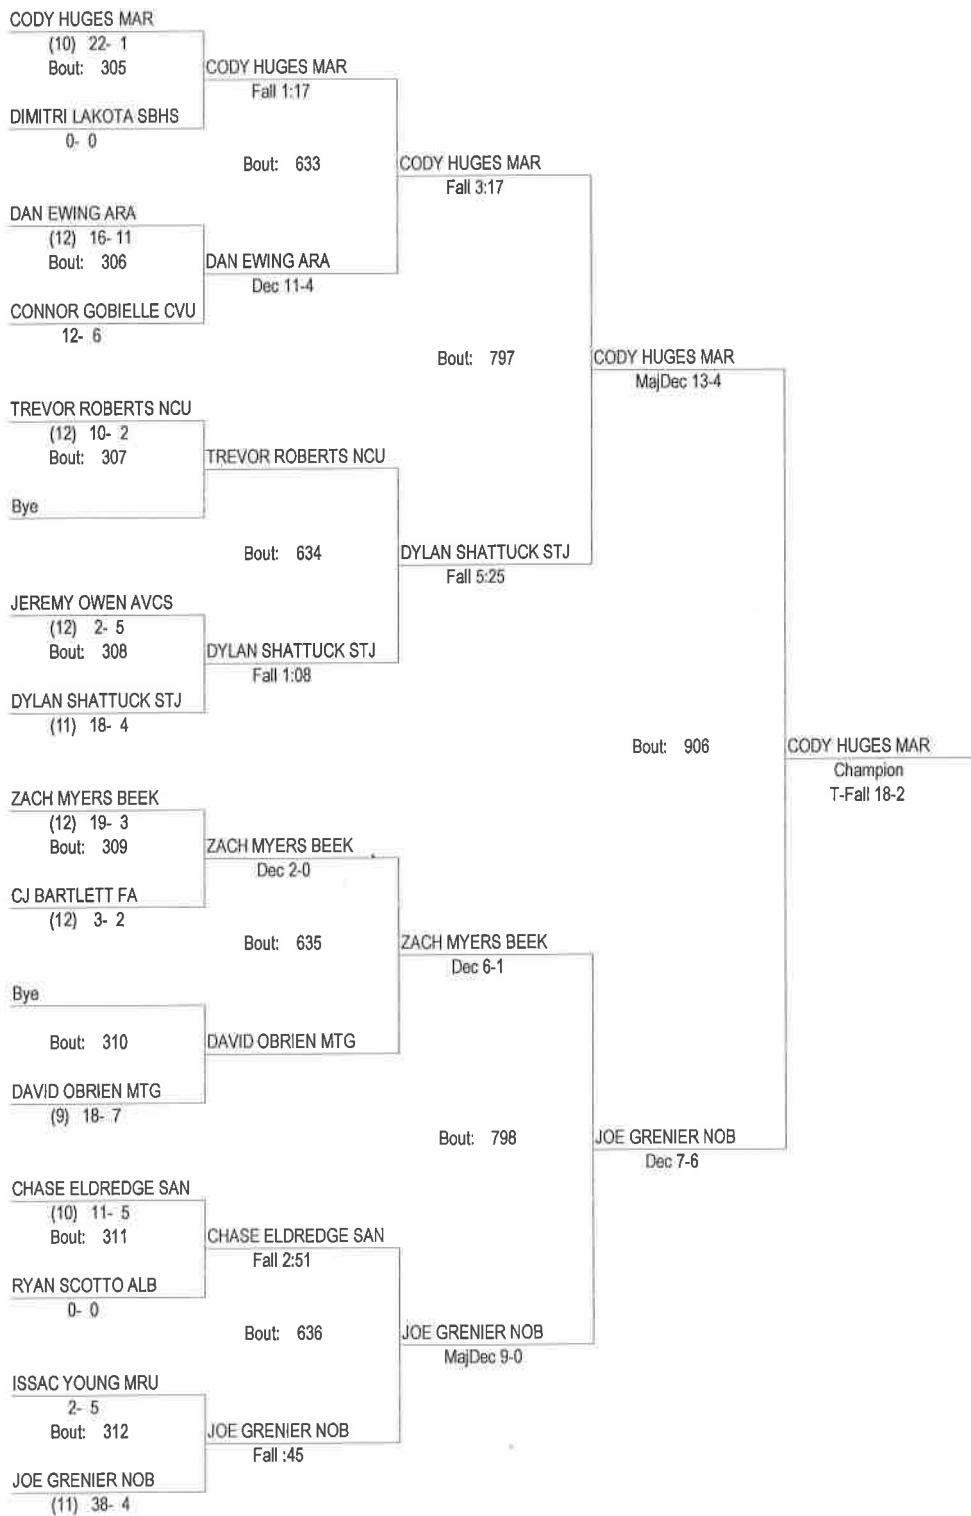 CODY HUGES MAR
(10) 22- 1
Bout: 305
DIMITRI LAKOTA SBHS
0- 0
DAN EWING ARA
(12) 16- 11
Bout: 306
CONNOR GOBIELLE CVU
12- 6
TREVOR ROBERTS NCU
(12) 10- 2
Bout: 307
Bye
JEREMY OWEN AVCS
(12) 2- 5
Bout: 308
DYLAN SHATTUCK STJ
(11) 18- 4
ZACH MYERS BEEK
(12) 19- 3
Bout: 309
CJ BARTLETT FA
(12) 3- 2
Bye
Bout: 310
DAVID OBRIEN MTG
(9) 18- 7
CHASE ELDREDGE SAN
(10) 11- 5
Bout: 311
RYAN SCOTTO ALB
0- 0
ISSAC YOUNG MRU
2- 5
Bout: 312
JOE GRENIER NOB
(11) 38- 4
CODY HUGES MAR
Fall 1:17
Bout: 633
DAN EWING ARA
Dec 11-4
TREVOR ROBERTS NCU
Bout: 634
DYLAN SHATTUCK STJ
Fall 1:08
ZACH MYERS BEEK
Dec 2-0
Bout: 635
DAVID OBRIEN MTG
CHASE ELDREDGE SAN
Fall 2:51
Bout: 636
JOE GRENIER NOB
Fall :45
CODY HUGES MAR
Fall 3:17
Bout: 797
DYLAN SHATTUCK STJ
Fall 5:25
ZACH MYERS BEEK
Dec 6-1
Bout: 798
JOE GRENIER NOB
MajDec 9-0
CODY HUGES MAR
MajDec 13-4
Bout: 906
JOE GRENIER NOB
Dec 7-6
CODY HUGES MAR
Champion
T-Fall 18-2